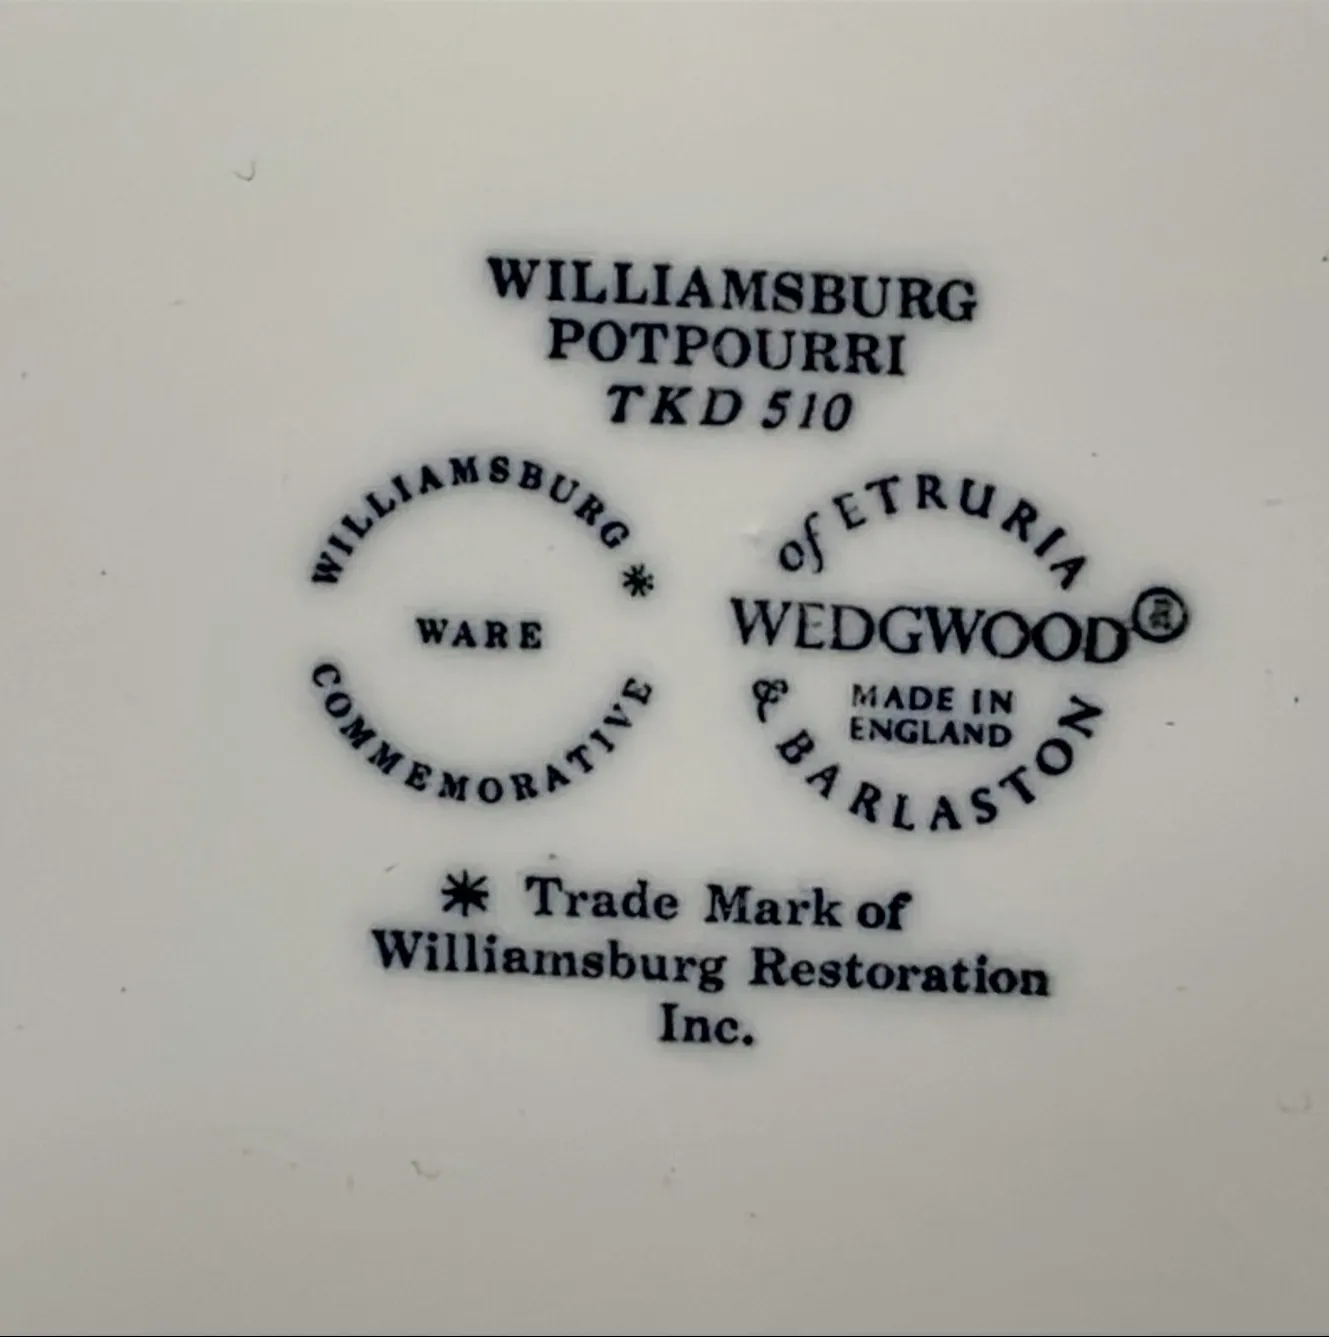 WILLIAMSBURG
POTPOURRI
TKD 510
WILLIAMSBURG *
WARE
COMMEMORATIVE
of ETRURIA
WEDGWOOD®
MADE IN
ENGLAND
& BARLASTON
* Trade Mark of
Williamsburg Restoration
Inc.